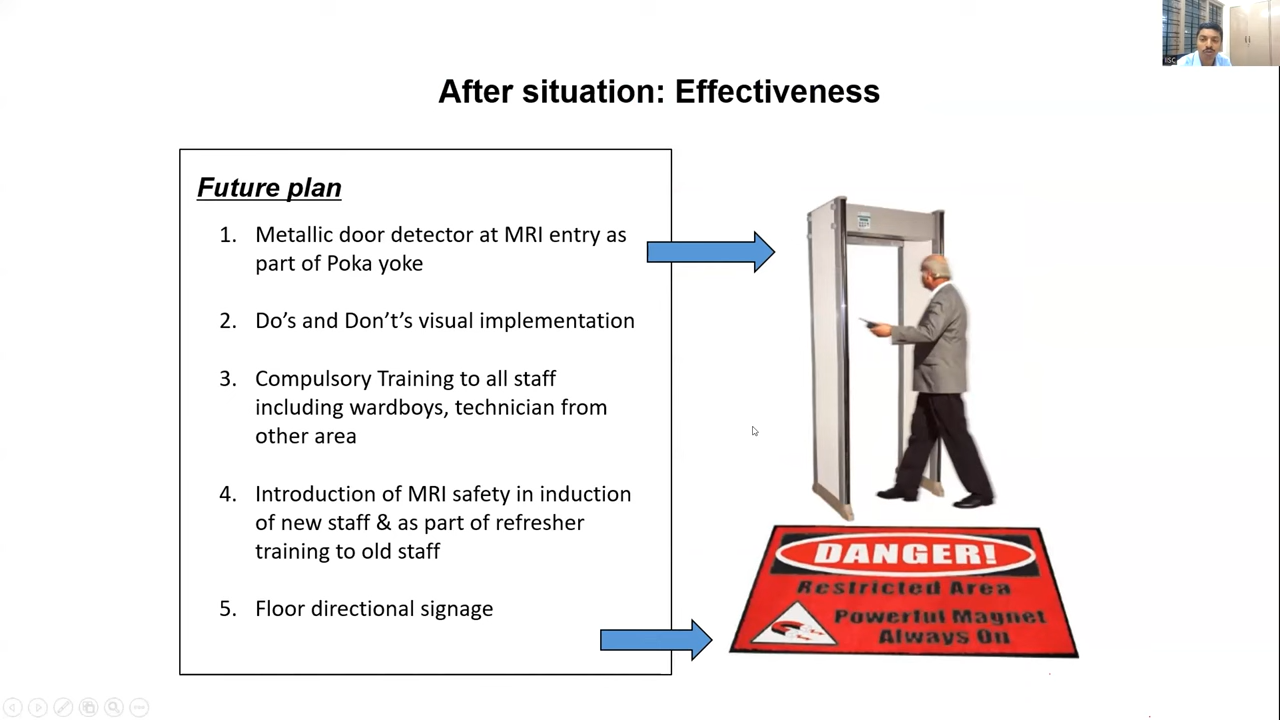 IISC
After situation: Effectiveness
Future plan
1. Metallic door detector at MRI entry as
part of Poka yoke
2. Do’s and Don’t’s visual implementation
3. Compulsory Training to all staff
including wardboys, technician from
other area
4. Introduction of MRI safety in induction
of new staff & as part of refresher
training to old staff
5. Floor directional signage
DANGER!
Restricted Area
Powerful Magnet
Always On